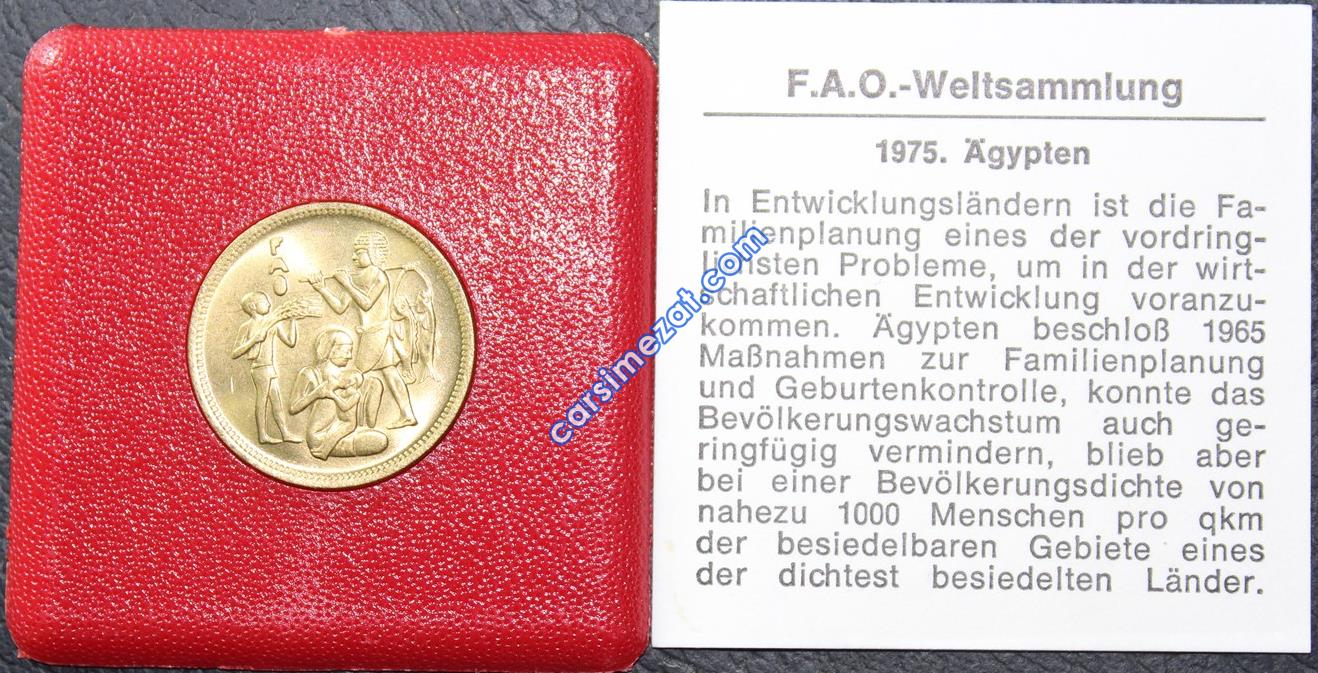 FAO
F.A.O.-Weltsammlung
1975. Ägypten
In Entwicklungsländern ist die Fa-
milienplanung eines der vordring-
lichsten Probleme, um in der wirt-
schaftlichen Entwicklung voranzu-
kommen. Ägypten beschloß 1965
Maßnahmen zur Familienplanung
und Geburtenkontrolle, konnte das
Bevölkerungswachstum auch ge-
ringfügig vermindern, blieb aber
bei einer Bevölkerungsdichte von
nahezu 1000 Menschen pro qkm
der besiedelbaren Gebiete eines
der dichtest besiedelten Länder.
carsimezat.com